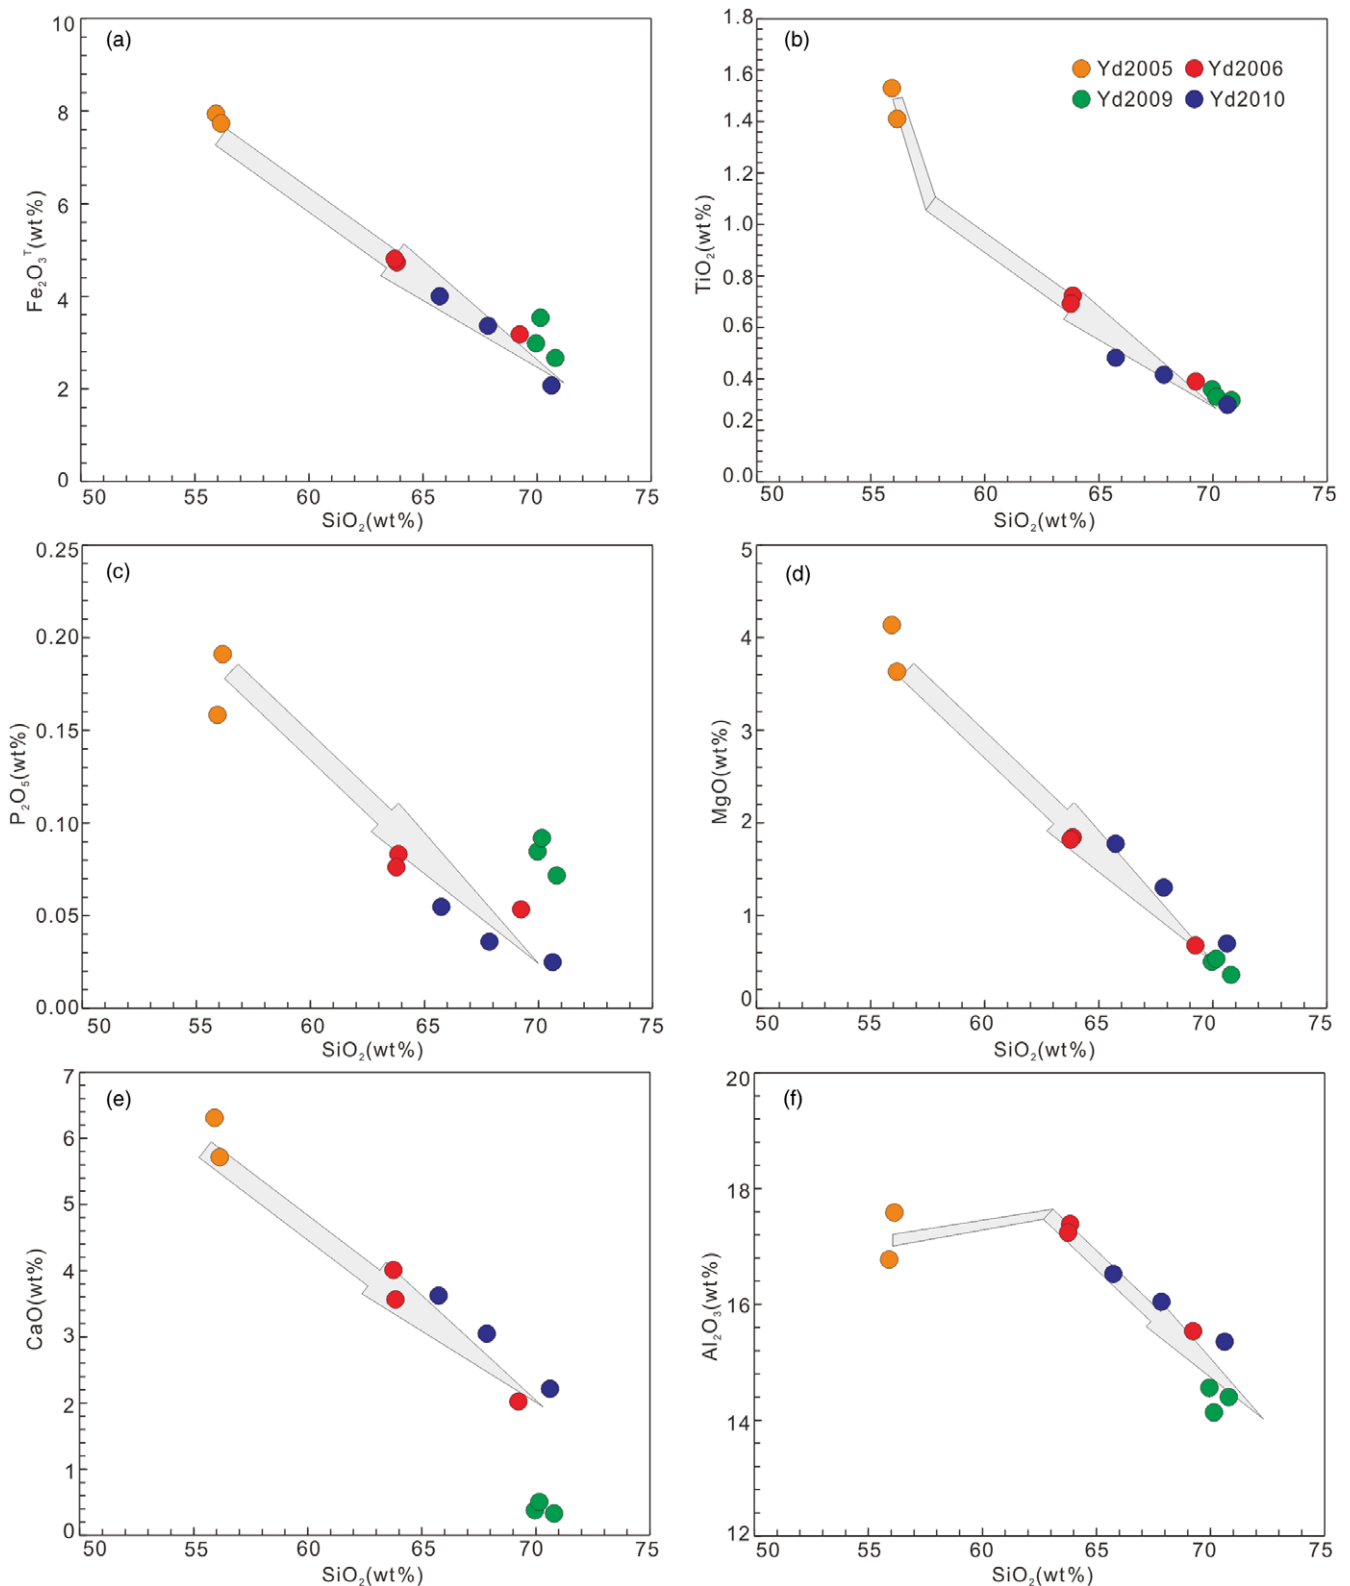 (a)
10
8
6
4
2
0
Fe2O3T(wt%)
50 55 60 65 70 75
SiO2(wt%)
(b)
Yd2005 Yd2006
Yd2009 Yd2010
1.8
1.6
1.4
1.2
1.0
0.8
0.6
0.4
0.2
0.0
TiO2(wt%)
50 55 60 65 70 75
SiO2(wt%)
(c)
0.25
0.20
0.15
0.10
0.05
0.00
P2O5(wt%)
50 55 60 65 70 75
SiO2(wt%)
(d)
5
4
3
2
1
0
MgO(wt%)
50 55 60 65 70 75
SiO2(wt%)
(e)
7
6
5
4
3
2
1
0
CaO(wt%)
50 55 60 65 70 75
SiO2(wt%)
(f)
20
18
16
14
12
Al2O3(wt%)
50 55 60 65 70 75
SiO2(wt%)